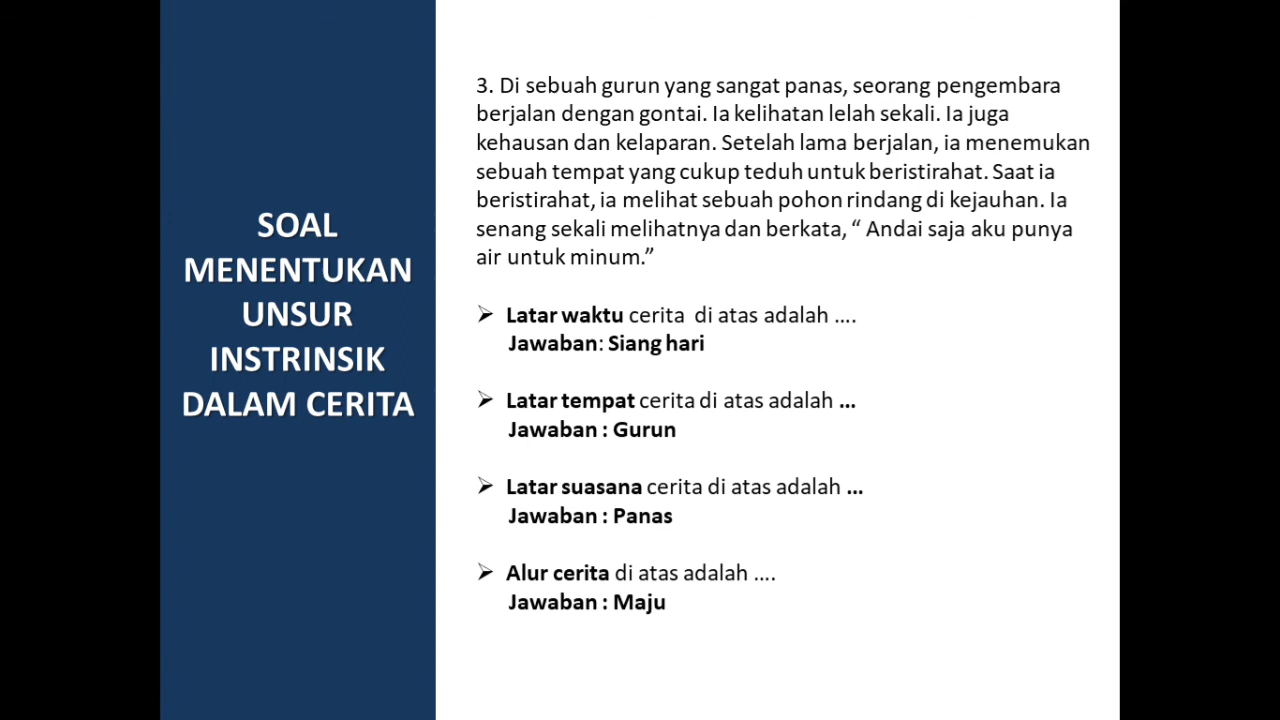 SOAL
MENENTUKAN
UNSUR
INSTRINSIK
DALAM CERITA
3. Di sebuah gurun yang sangat panas, seorang pengembara
berjalan dengan gontai. Ia kelihatan lelah sekali. Ia juga
kehausan dan kelaparan. Setelah lama berjalan, ia menemukan
sebuah tempat yang cukup teduh untuk beristirahat. Saat ia
beristirahat, ia melihat sebuah pohon rindang di kejauhan. Ia
senang sekali melihatnya dan berkata, “ Andai saja aku punya
air untuk minum.”
➢ Latar waktu cerita di atas adalah ….
Jawaban: Siang hari
➢ Latar tempat cerita di atas adalah ...
Jawaban : Gurun
➢ Latar suasana cerita di atas adalah ...
Jawaban : Panas
➢ Alur cerita di atas adalah ….
Jawaban : Maju